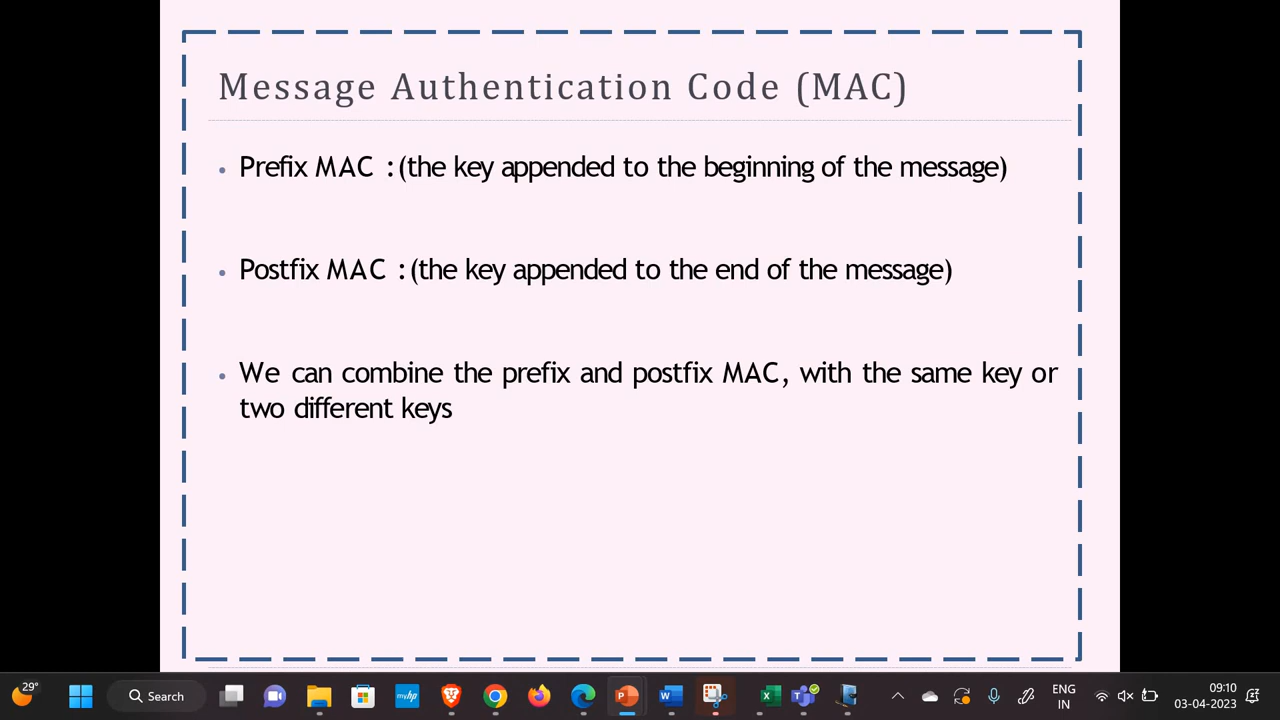 Message Authentication Code (MAC)
• Prefix MAC : (the key appended to the beginning of the message)
• Postfix MAC : (the key appended to the end of the message)
• We can combine the prefix and postfix MAC, with the same key or
two different keys
29°
Search
myhp
ENG
IN
09:10
03-04-2023